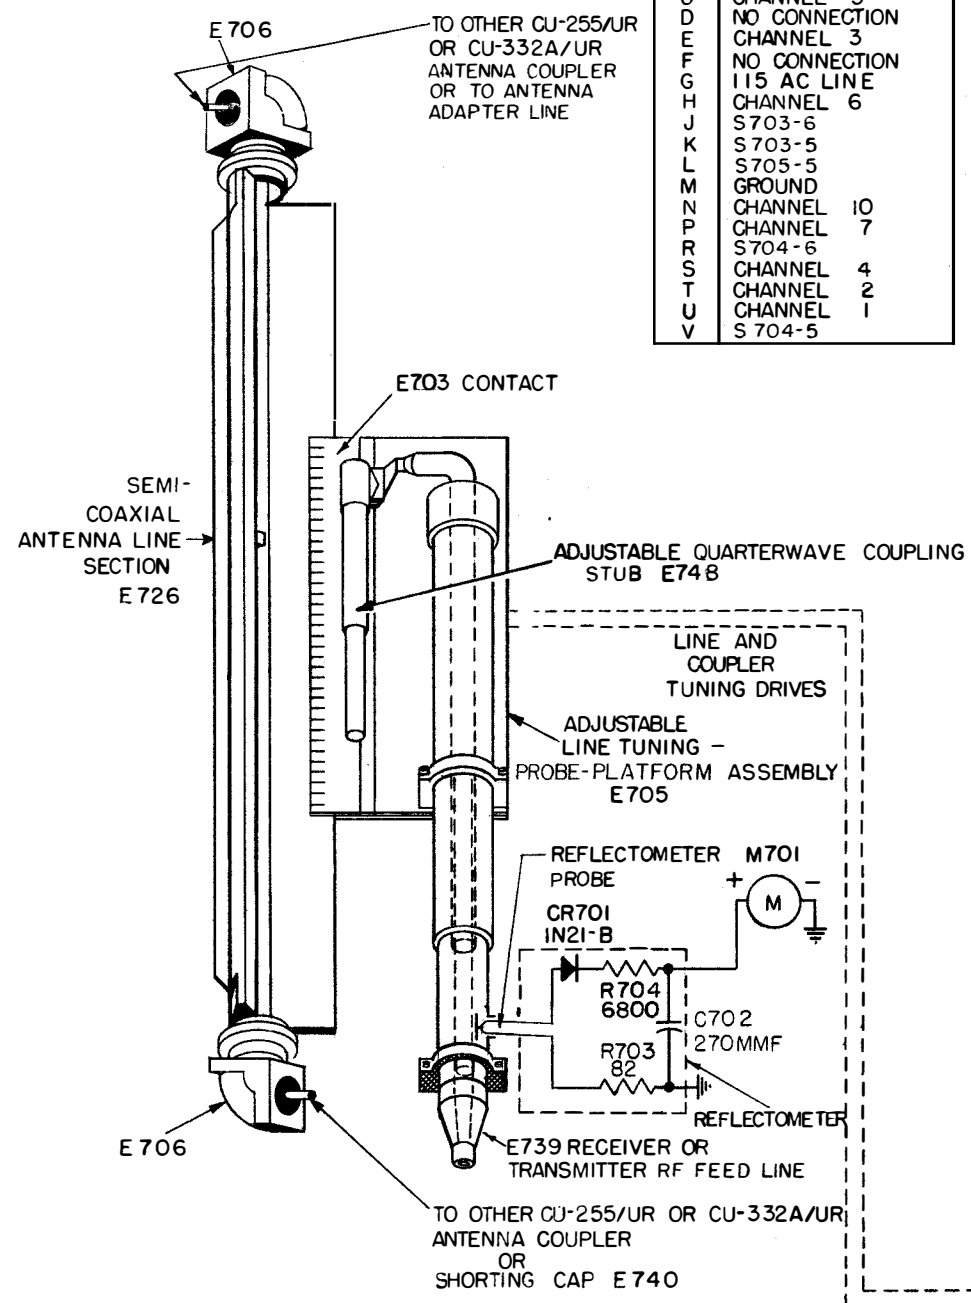 E706
TO OTHER CU-255/UR
OR CU-332A/UR
ANTENNA COUPLER
OR TO ANTENNA
ADAPTER LINE
D NO CONNECTION
E CHANNEL 3
F NO CONNECTION
G 115 AC LINE
H CHANNEL 6
J S703-6
K S703-5
L S705-5
M GROUND
N CHANNEL 10
P CHANNEL 7
R S704-6
S CHANNEL 4
T CHANNEL 2
U CHANNEL 1
V S704-5
E703 CONTACT
SEMI-
COAXIAL
ANTENNA LINE
SECTION
E726
ADJUSTABLE QUARTERWAVE COUPLING
STUB E748
LINE AND
COUPLER
TUNING DRIVES
ADJUSTABLE
LINE TUNING -
PROBE-PLATFORM ASSEMBLY
E705
REFLECTOMETER
PROBE
M701
+ M -
CR701
1N21-B
R704
6800
C702
270MMF
R703
82
REFLECTOMETER
E706
E739 RECEIVER OR
TRANSMITTER RF FEED LINE
TO OTHER CU-255/UR OR CU-332A/UR
ANTENNA COUPLER
OR
SHORTING CAP E740